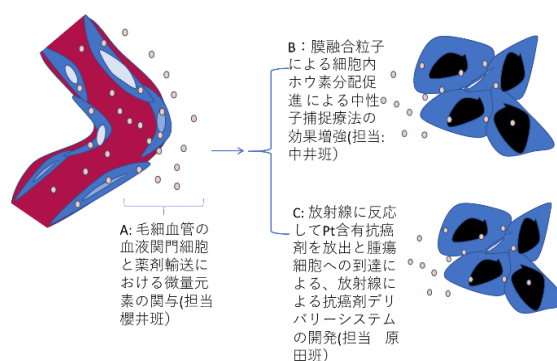 A: 毛細血管の
血液関門細胞
と薬剤輸送に
おける微量元
素の関与(担当
櫻井班）
B：膜融合粒子
による細胞内
ホウ素分配促
進 による中性
子捕捉療法の
効果増強(担当:
中井班）
C: 放射線に反応
してPt含有抗癌
剤を放出と腫瘍
細胞への到達に
よる、放射線に
よる抗癌剤デリ
バリーシステム
の開発(担当　原
田班）